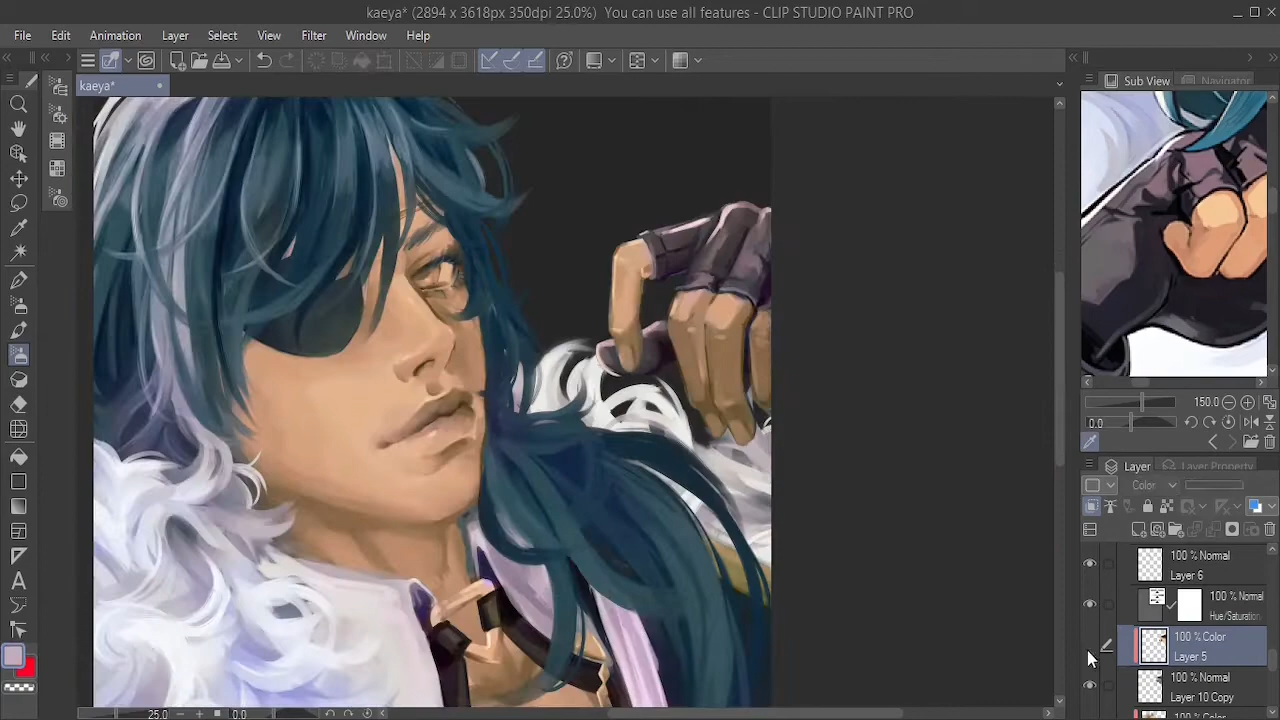 kaeya* (2894 x 3618px 350dpi 25.0%)  You can use all features - CLIP STUDIO PAINT PRO
File Edit Animation Layer Select View Filter Window Help
kaeya*
Sub View Navigator
150.0
0.0
Layer Layer Property
Color
100 % Normal
Layer 6
100 % Normal
Hue/Saturation
100 % Color
Layer 5
100 % Normal
Layer 10 Copy
100 % Color
25.0 0.0